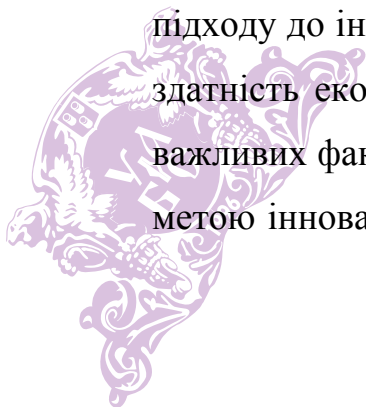 підходу до ін
здатність еко
важливих фак
метою іннова